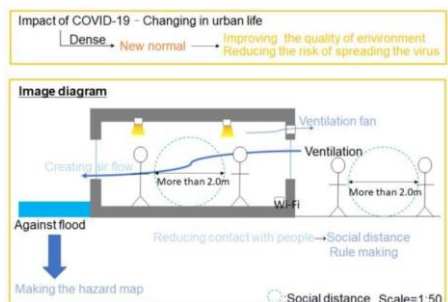 Impact of COVID-19 - Changing in urban life
Dense
New normal
Improving the quality of environment
Reducing the risk of spreading the virus
Image diagram
Ventilation fan
Creating air flow
Ventilation
More than 2.0m
More than 2.0m
Wi-Fi
Against flood
Reducing contact with people→Social distance
Rule making
Making the hazard map
:Social distance Scale=1:50